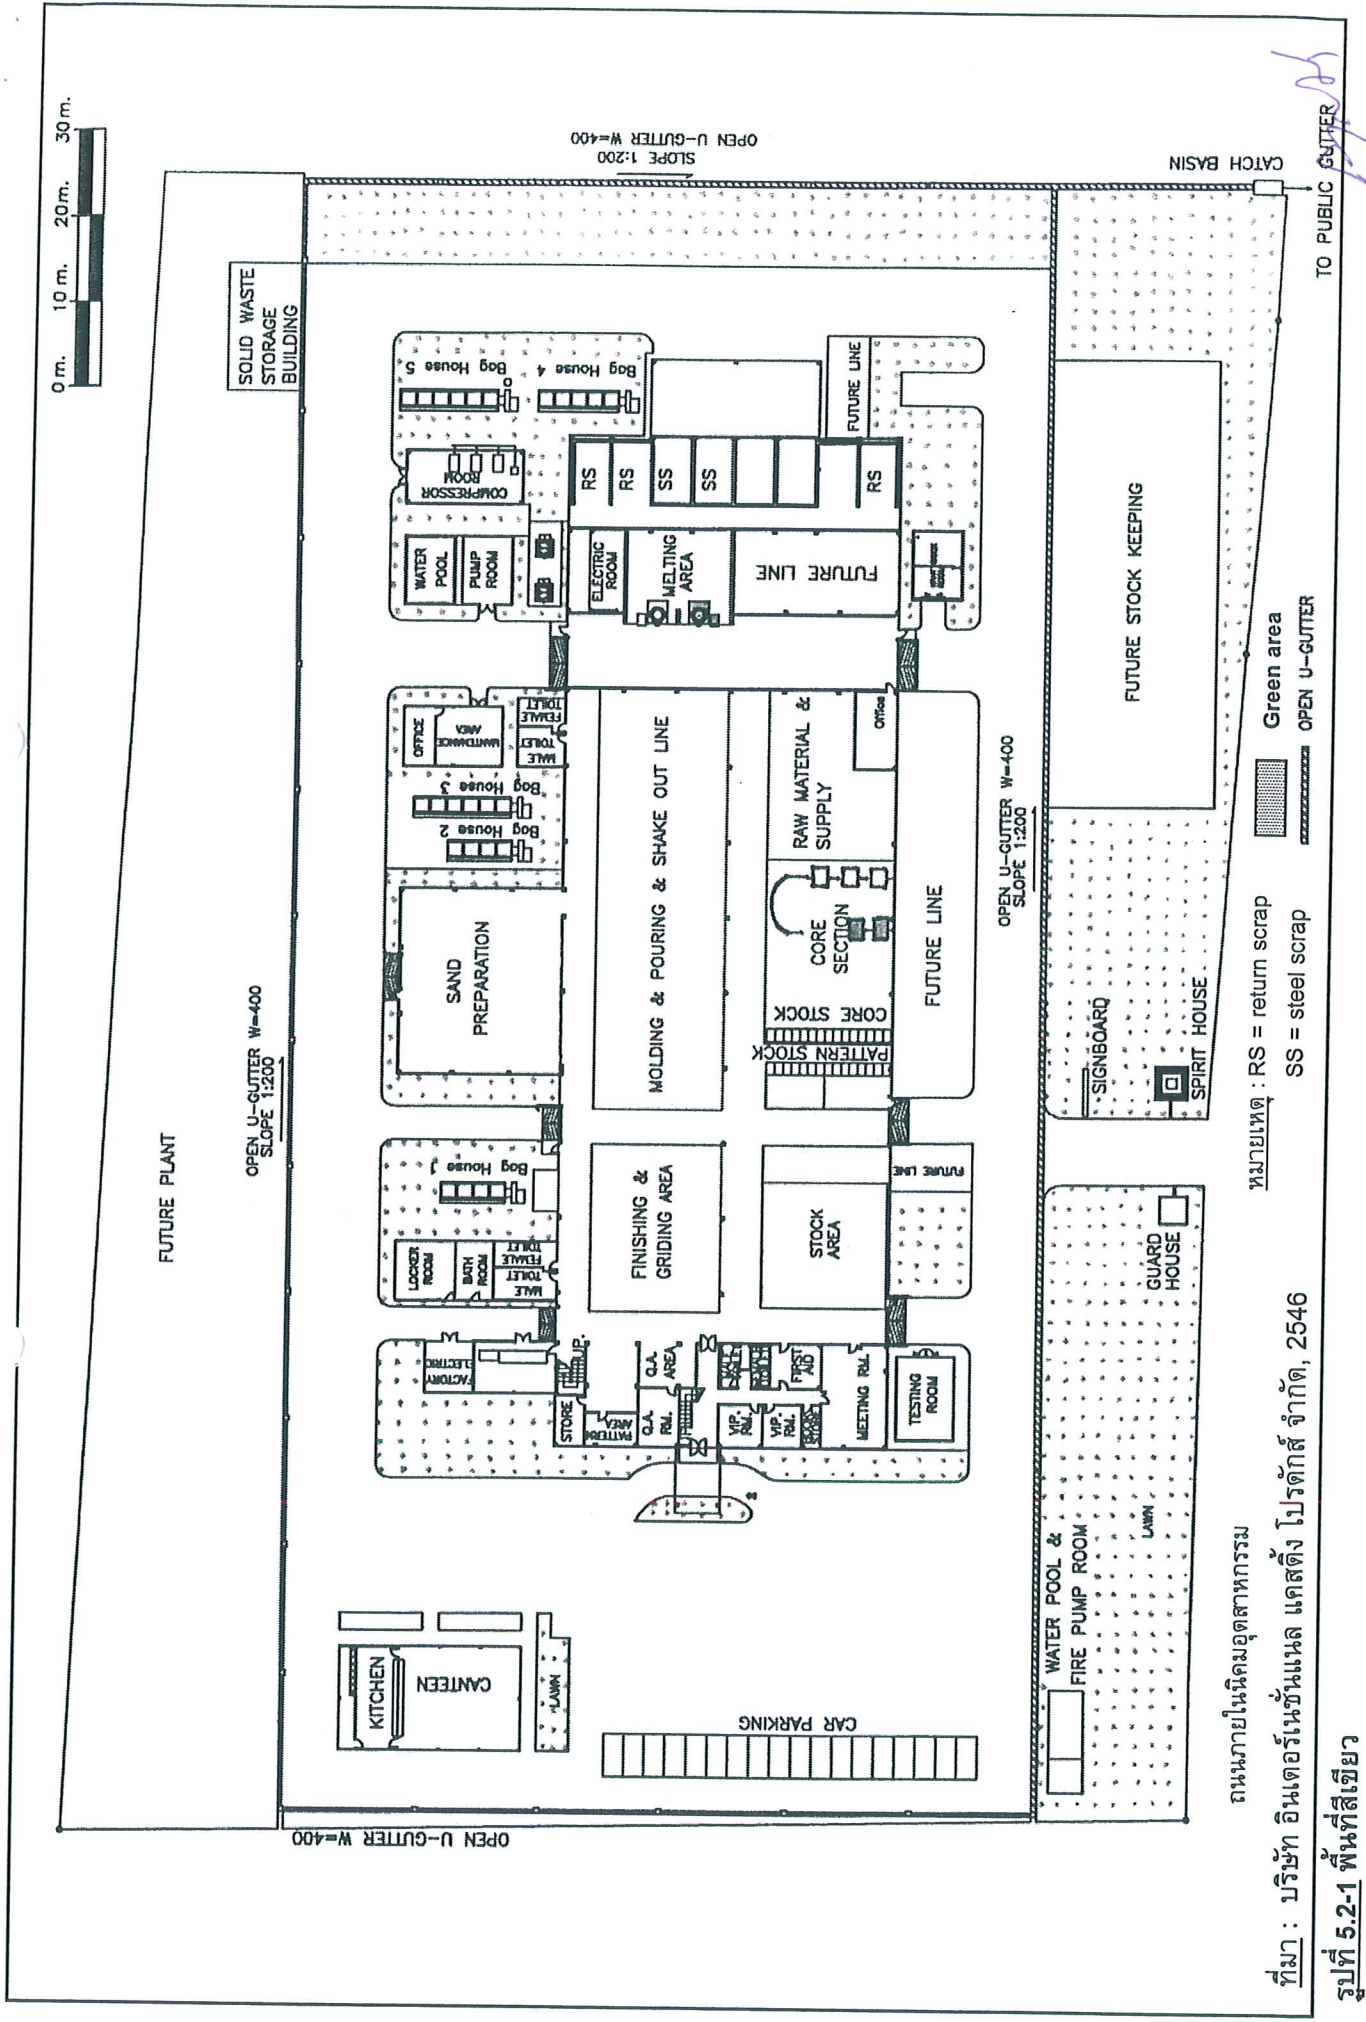 0 m.
10 m.
20 m.
30 m.
FUTURE PLANT
SOLID WASTE
STORAGE
BUILDING
OPEN U-GUTTER W=400
SLOPE 1:200
OPEN U-GUTTER W=400
OPEN U-GUTTER W=400
SLOPE 1:200
KITCHEN
CANTEEN
LAWN
CAR PARKING
FACTORY
ELECTRIC
STORE
UP.
PATTERN
AREA
Q.A.
RM.
Q.A.
AREA
VIP.
RM.
VIP.
RM.
FIRST
AID
MEETING RM.
TESTING
ROOM
LOCKER
ROOM
BATH
ROOM
MALE
TOILET
FEMALE
TOILET
Bag House 1
FINISHING &
GRIDING AREA
STOCK
AREA
FUTURE LINE
SAND
PREPARATION
Bag House 2
Bag House 3
OFFICE
MAINTENANCE
AREA
MALE
TOILET
FEMALE
TOILET
MOLDING & POURING & SHAKE OUT LINE
PATTERN STOCK
CORE STOCK
CORE
SECTION
RAW MATERIAL &
SUPPLY
Office
FUTURE LINE
WATER
POOL
PUMP
ROOM
COMPRESSOR
ROOM
Bag House 5
Bag House 4
ELECTRIC
ROOM
MELTING
AREA
FUTURE LINE
RS
RS
SS
SS
RS
FUTURE LINE
OPEN U-GUTTER W=400
SLOPE 1:200
WATER POOL &
FIRE PUMP ROOM
LAWN
GUARD
HOUSE
SIGNBOARD
SPIRIT HOUSE
FUTURE STOCK KEEPING
CATCH BASIN
TO PUBLIC GUTTER
ถนนภายในนิคมอุตสาหกรรม
หมายเหตุ : RS = return scrap
SS = steel scrap
Green area
OPEN U-GUTTER
ที่มา : บริษัท อินเตอร์เนชั่นแนล แคสติ้ง โปรดักส์ จำกัด, 2546
รูปที่ 5.2-1 พื้นที่สีเขียว